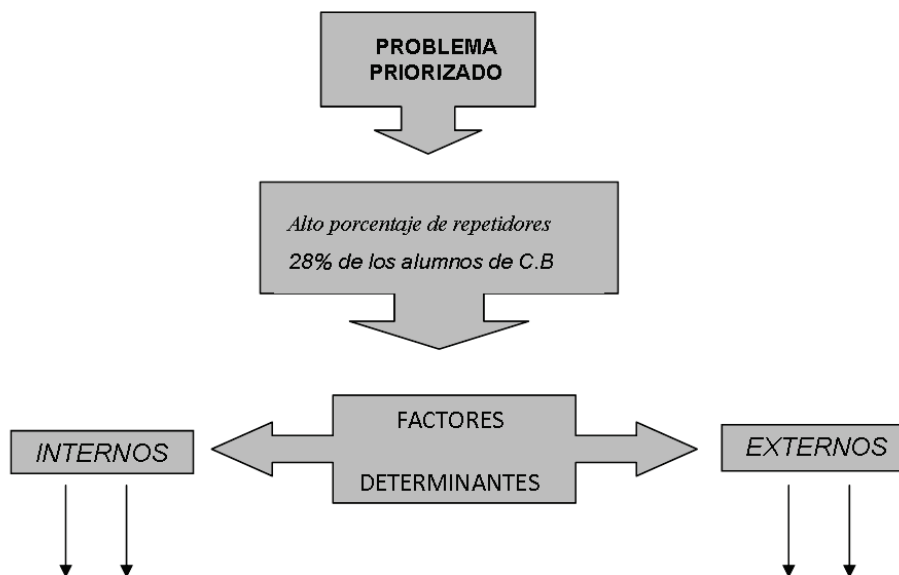 PROBLEMA
PRIORIZADO
Alto porcentaje de repetidores
28% de los alumnos de C.B
FACTORES
INTERNOS
EXTERNOS
DETERMINANTES